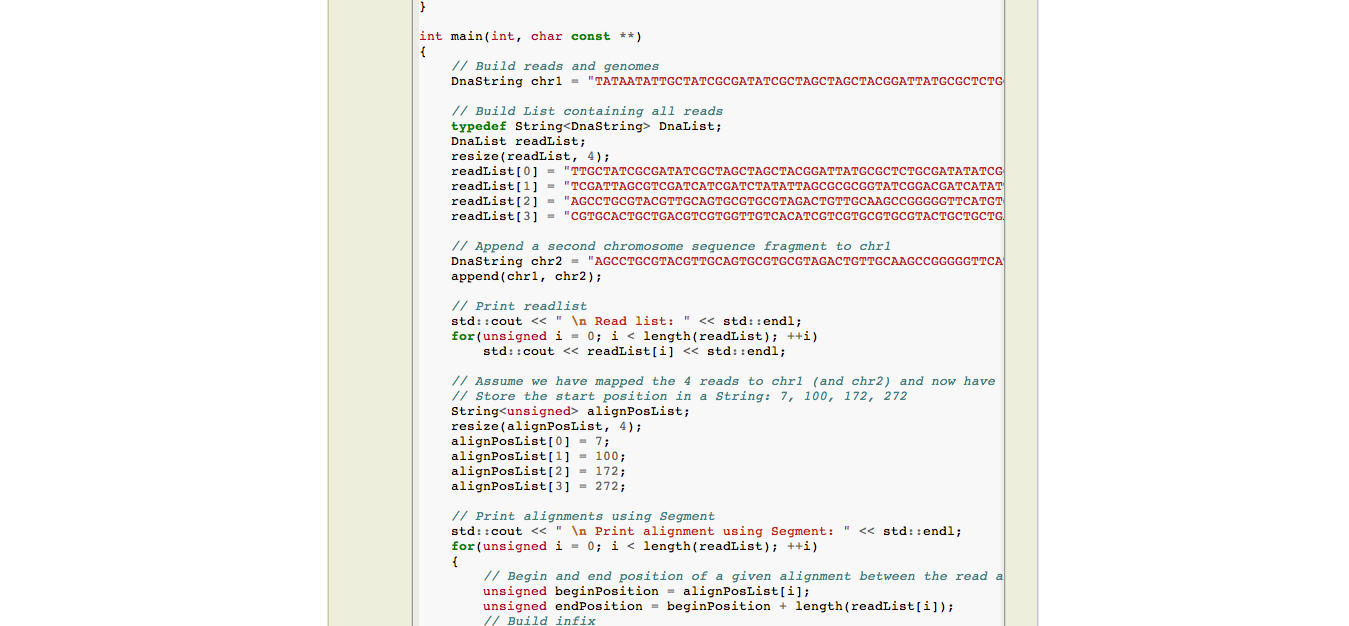 }
int main(int, char const **)
{
// Build reads and genomes
DnaString chr1 = "TATAATATTGCTATCGCGATATCGCTAGCTAGCTACGGATTATGCGCTCTG
// Build List containing all reads
typedef String<DnaString> DnaList;
DnaList readList;
resize(readList, 4);
readList[0] = "TTGCTATCGCGATATCGCTAGCTAGCTACGGATTATGCGCTCTGCGATATATCG
readList[1] = "TCGATTAGCGTCGATCATCGATCTATATTAGCGCGCGGTATCGGACGATCATAT
readList[2] = "AGCCTGCGTACGTTGCAGTGCGTGCGTAGACTGTTGCAAGCCGGGGGTTCATGT
readList[3] = "CGTGCACTGCTGACGTCGTGGTTGTCACATCGTCGTGCGTGCGTACTGCTGCTG
// Append a second chromosome sequence fragment to chr1
DnaString chr2 = "AGCCTGCGTACGTTGCAGTGCGTGCGTAGACTGTTGCAAGCCGGGGGTTCA
append(chr1, chr2);
// Print readlist
std::cout << " \n Read list: " << std::endl;
for(unsigned i = 0; i < length(readList); ++i)
std::cout << readList[i] << std::endl;
// Assume we have mapped the 4 reads to chr1 (and chr2) and now have
// Store the start position in a String: 7, 100, 172, 272
String<unsigned> alignPosList;
resize(alignPosList, 4);
alignPosList[0] = 7;
alignPosList[1] = 100;
alignPosList[2] = 172;
alignPosList[3] = 272;
// Print alignments using Segment
std::cout << " \n Print alignment using Segment: " << std::endl;
for(unsigned i = 0; i < length(readList); ++i)
{
// Begin and end position of a given alignment between the read a
unsigned beginPosition = alignPosList[i];
unsigned endPosition = beginPosition + length(readList[i]);
// Build infix